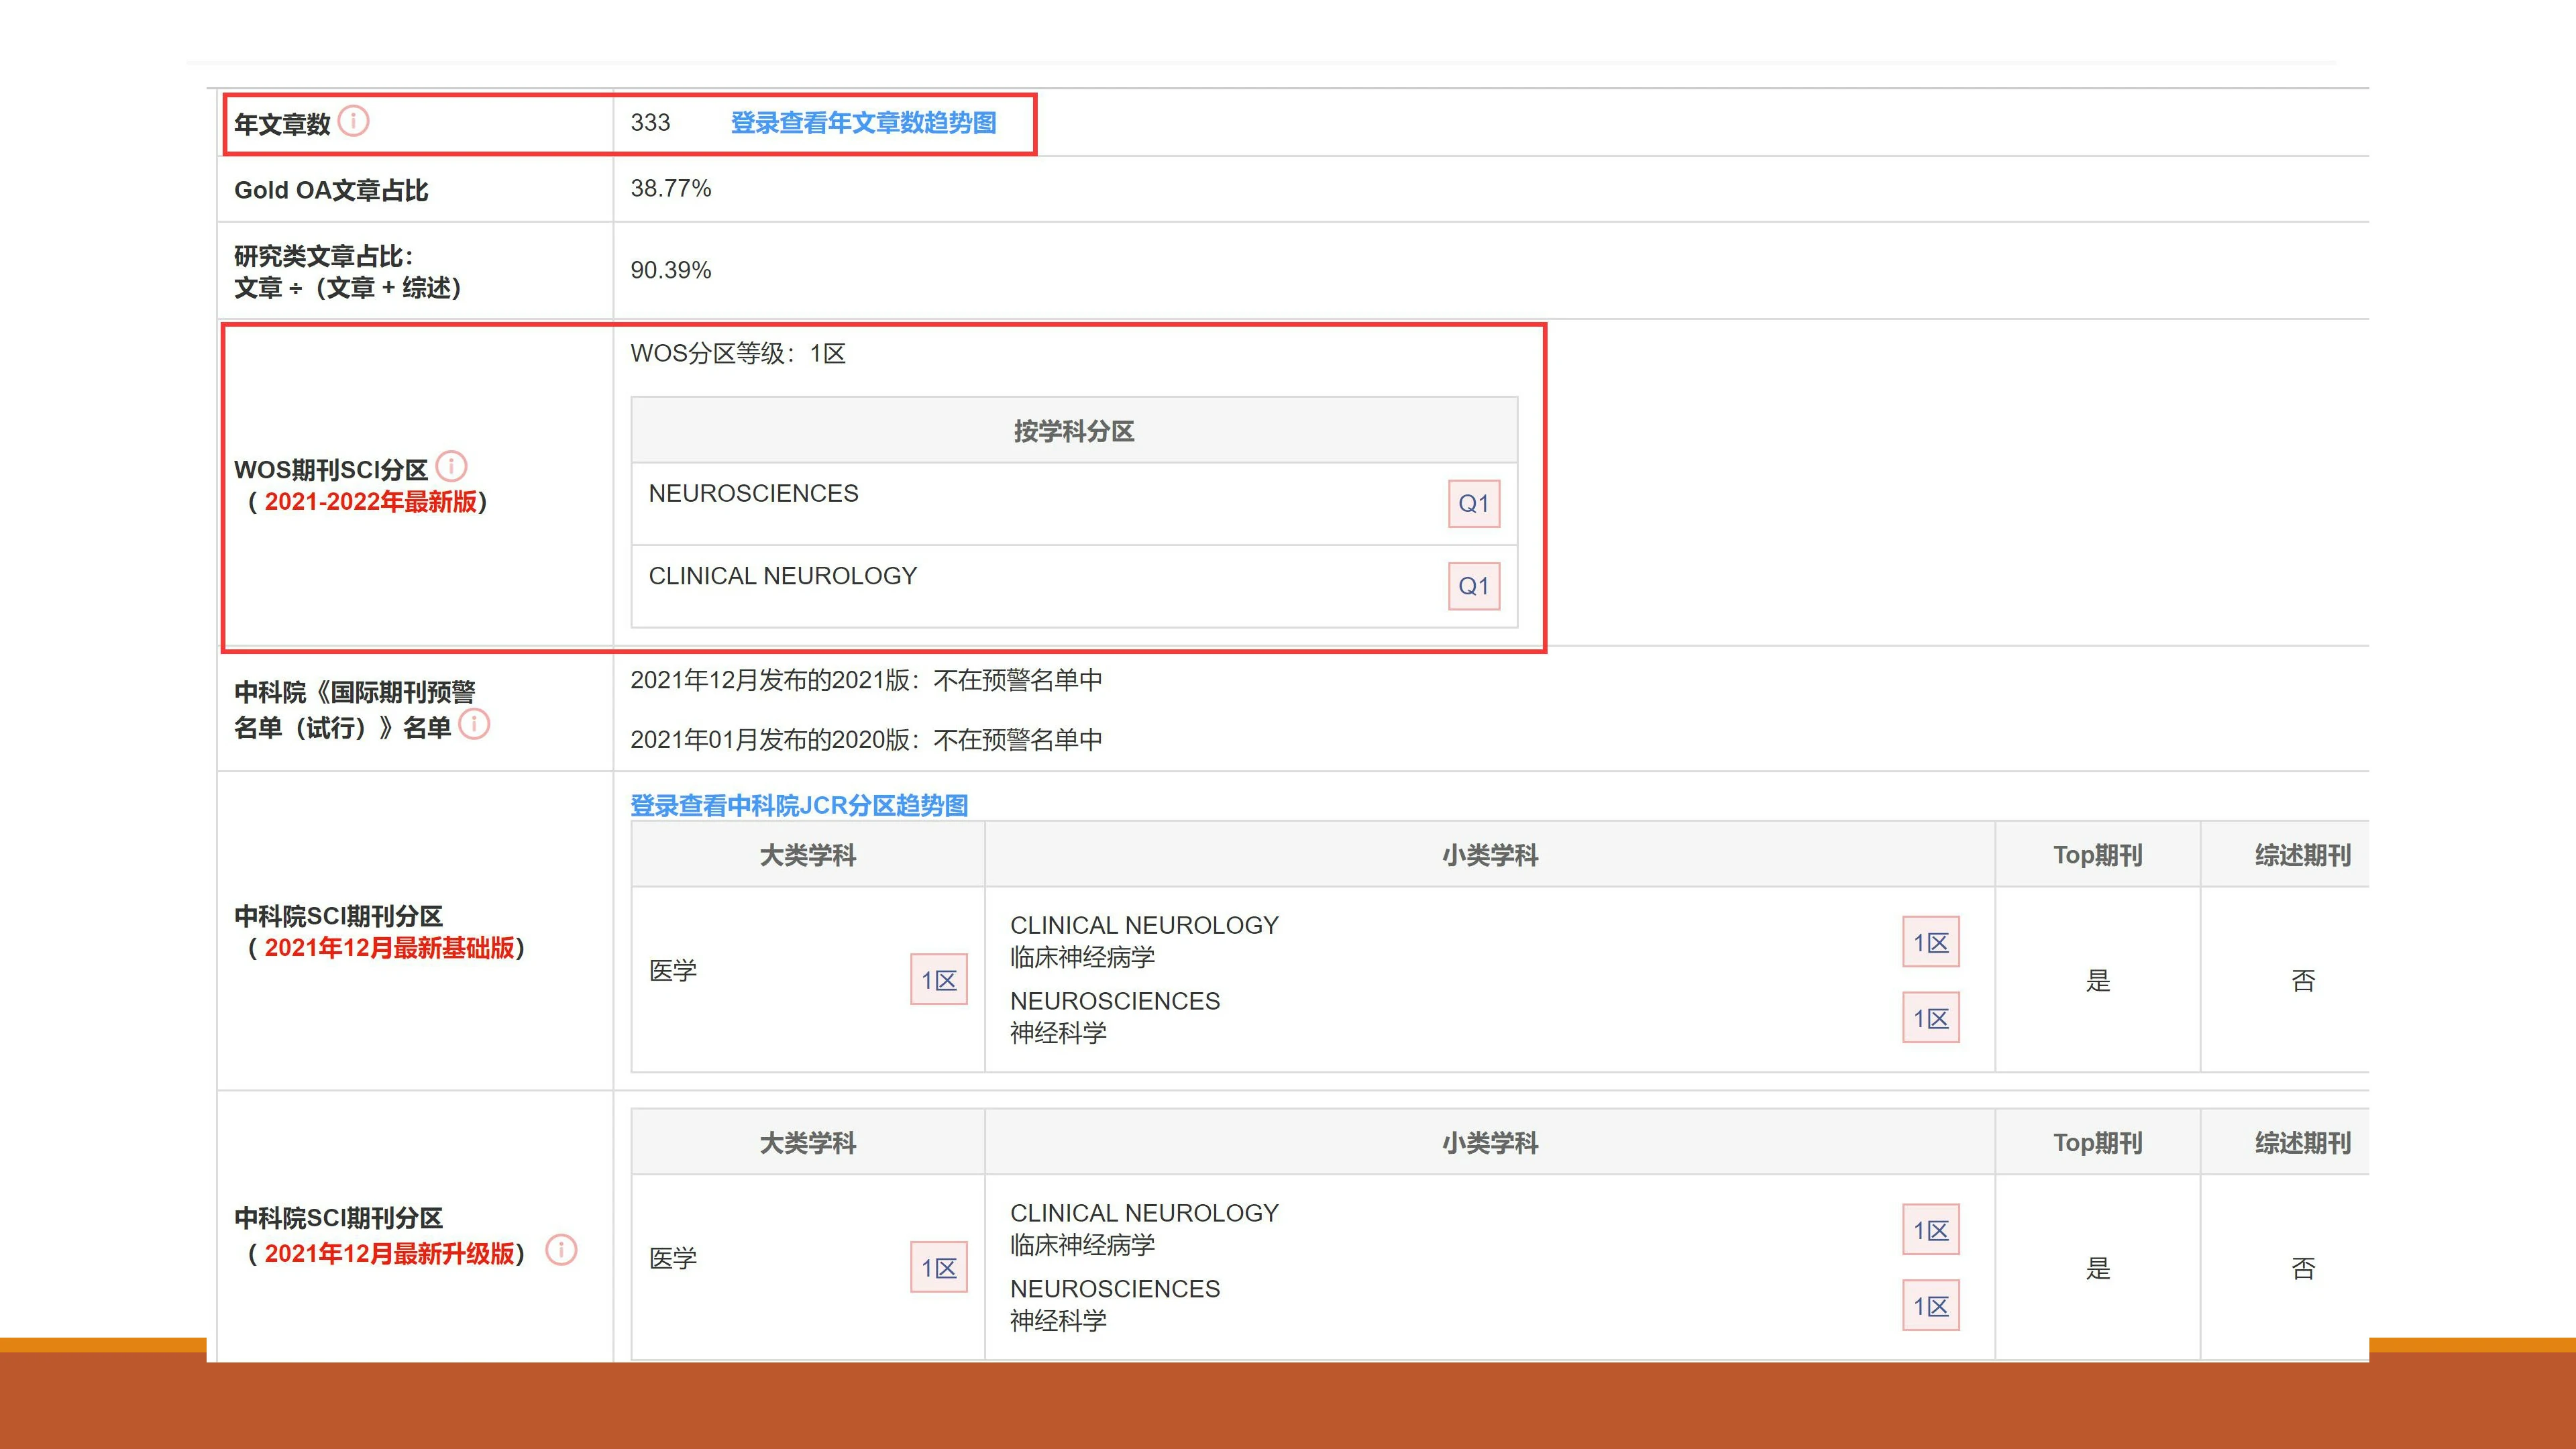 年文章数
333 登录查看年文章数趋势图
Gold OA文章占比
38.77%
研究类文章占比：
文章 ÷（文章 + 综述）
90.39%
WOS期刊SCI分区
（ 2021-2022年最新版）
WOS分区等级：1区
按学科分区
NEUROSCIENCES Q1
CLINICAL NEUROLOGY Q1
中科院《国际期刊预警
名单（试行）》名单
2021年12月发布的2021版：不在预警名单中
2021年01月发布的2020版：不在预警名单中
中科院SCI期刊分区
（ 2021年12月最新基础版）
登录查看中科院JCR分区趋势图
大类学科 小类学科 Top期刊 综述期刊
医学 1区
CLINICAL NEUROLOGY
临床神经病学
1区
NEUROSCIENCES
神经科学
1区
是
否
中科院SCI期刊分区
（ 2021年12月最新升级版）
大类学科 小类学科 Top期刊 综述期刊
医学 1区
CLINICAL NEUROLOGY
临床神经病学
1区
NEUROSCIENCES
神经科学
1区
是
否